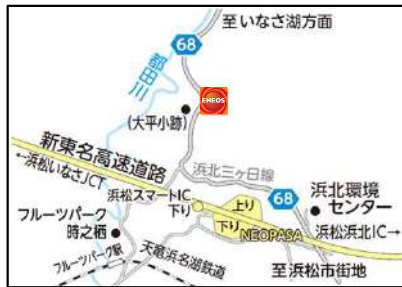 至いなさ湖方面
68
都田川
ENEOS
(大平小跡)
新東名高速道路
←浜松いなさJCT
浜北三ヶ日線
浜松スマートIC
下り
上り
下り
NEOPASA
68
浜北環境
センター
浜松浜北IC→
フルーツパーク
時之栖
フルーツパーク駅
天竜浜名湖鉄道
至浜松市街地